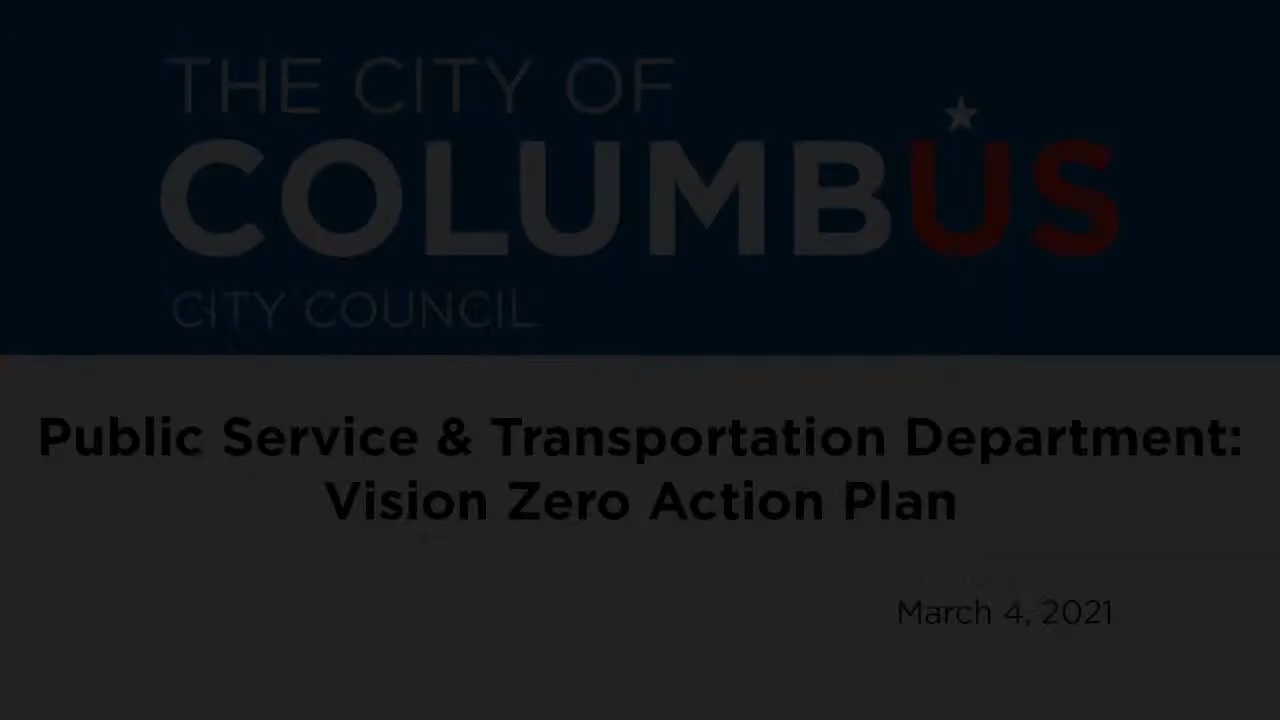 THE CITY OF
COLUMBUS
CITY COUNCIL
Public Service & Transportation Department:
Vision Zero Action Plan
March 4, 2021